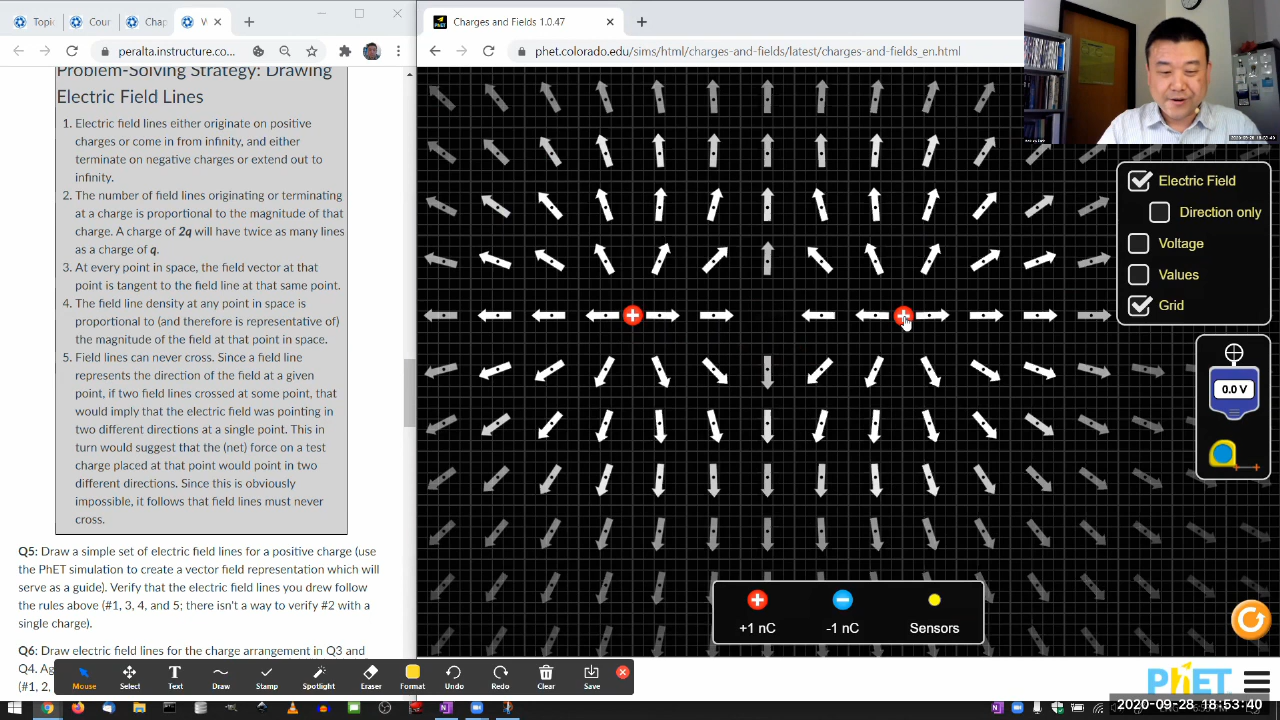 Topic
Cour
Chap
V
Charges and Fields 1.0.47
peralta.instructure.co...
phet.colorado.edu/sims/html/charges-and-fields/latest/charges-and-fields_en.html
Problem-Solving Strategy: Drawing
Electric Field Lines
1. Electric field lines either originate on positive
charges or come in from infinity, and either
terminate on negative charges or extend out to
infinity.
2. The number of field lines originating or terminating
at a charge is proportional to the magnitude of that
charge. A charge of 2q will have twice as many lines
as a charge of q.
3. At every point in space, the field vector at that
point is tangent to the field line at that same point.
4. The field line density at any point in space is
proportional to (and therefore is representative of)
the magnitude of the field at that point in space.
5. Field lines can never cross. Since a field line
represents the direction of the field at a given
point, if two field lines crossed at some point, that
would imply that the electric field was pointing in
two different directions at a single point. This in
turn would suggest that the (net) force on a test
charge placed at that point would point in two
different directions. Since this is obviously
impossible, it follows that field lines must never
cross.
Q5: Draw a simple set of electric field lines for a positive charge (use
the PhET simulation to create a vector field representation which will
serve as a guide). Verify that the electric field lines you drew follow
the rules above (#1, 3, 4, and 5; there isn't a way to verify #2 with a
single charge).
Q6: Draw electric field lines for the charge arrangement in Q3 and
Q4. Ag
(#1, 2,
Electric Field
Direction only
Voltage
Values
Grid
0.0 V
+1 nC
-1 nC
Sensors
Mouse
Select
Text
Draw
Stamp
Spotlight
Eraser
Format
Undo
Redo
Clear
Save
PhET
2020-09-28 18:53:40